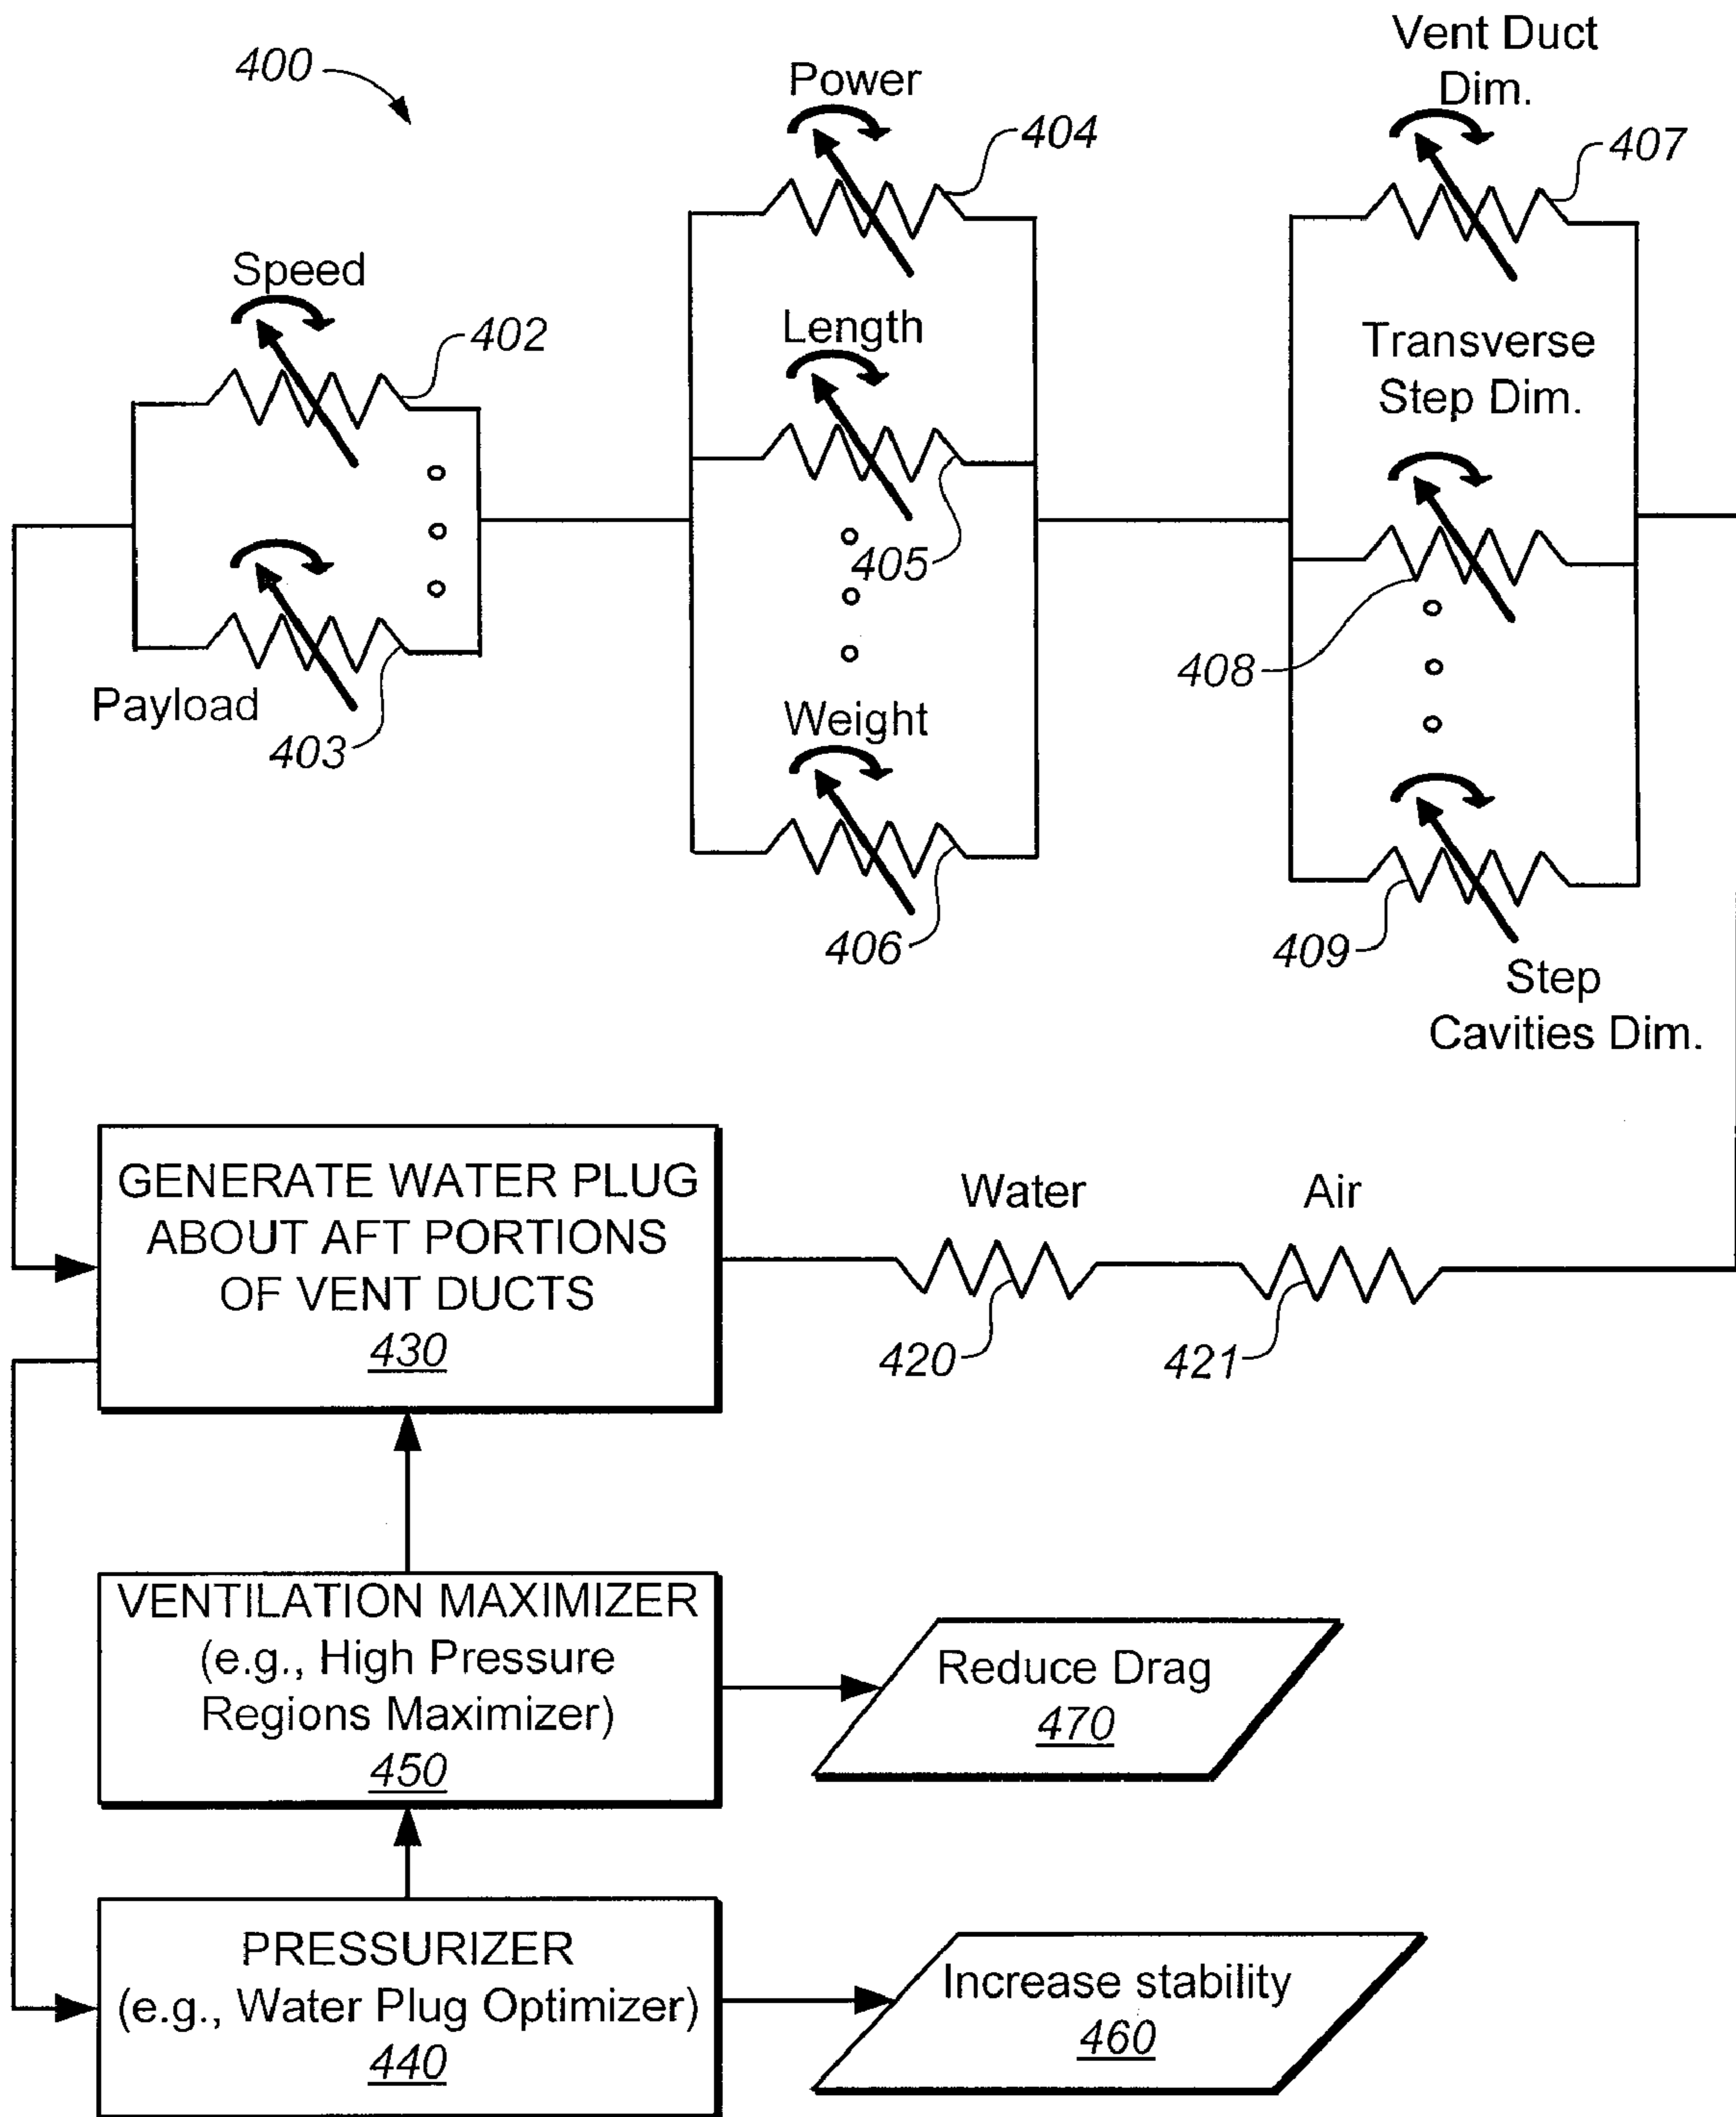 400
Power
404
Vent Duct
Dim.
407
Speed
402
Length
405
Transverse
Step Dim.
408
Payload
403
Weight
406
409
Step
Cavities Dim.
GENERATE WATER PLUG
ABOUT AFT PORTIONS
OF VENT DUCTS
430
Water
420
Air
421
VENTILATION MAXIMIZER
(e.g., High Pressure
Regions Maximizer)
450
Reduce Drag
470
PRESSURIZER
(e.g., Water Plug Optimizer)
440
Increase stability
460